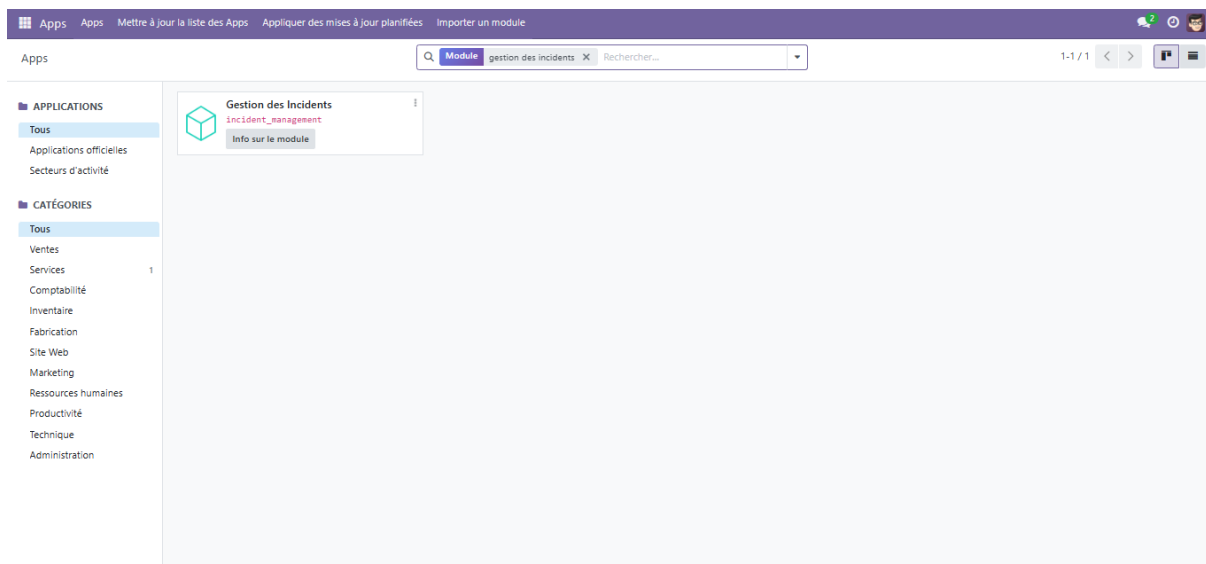 Apps Apps Mettre à jour la liste des Apps Appliquer des mises à jour planifiées Importer un module 2
Apps Module gestion des incidents Rechercher... 1-1 / 1
APPLICATIONS
Tous
Applications officielles
Secteurs d'activité
CATÉGORIES
Tous
Ventes
Services 1
Comptabilité
Inventaire
Fabrication
Site Web
Marketing
Ressources humaines
Productivité
Technique
Administration
Gestion des Incidents
incident_management
Info sur le module